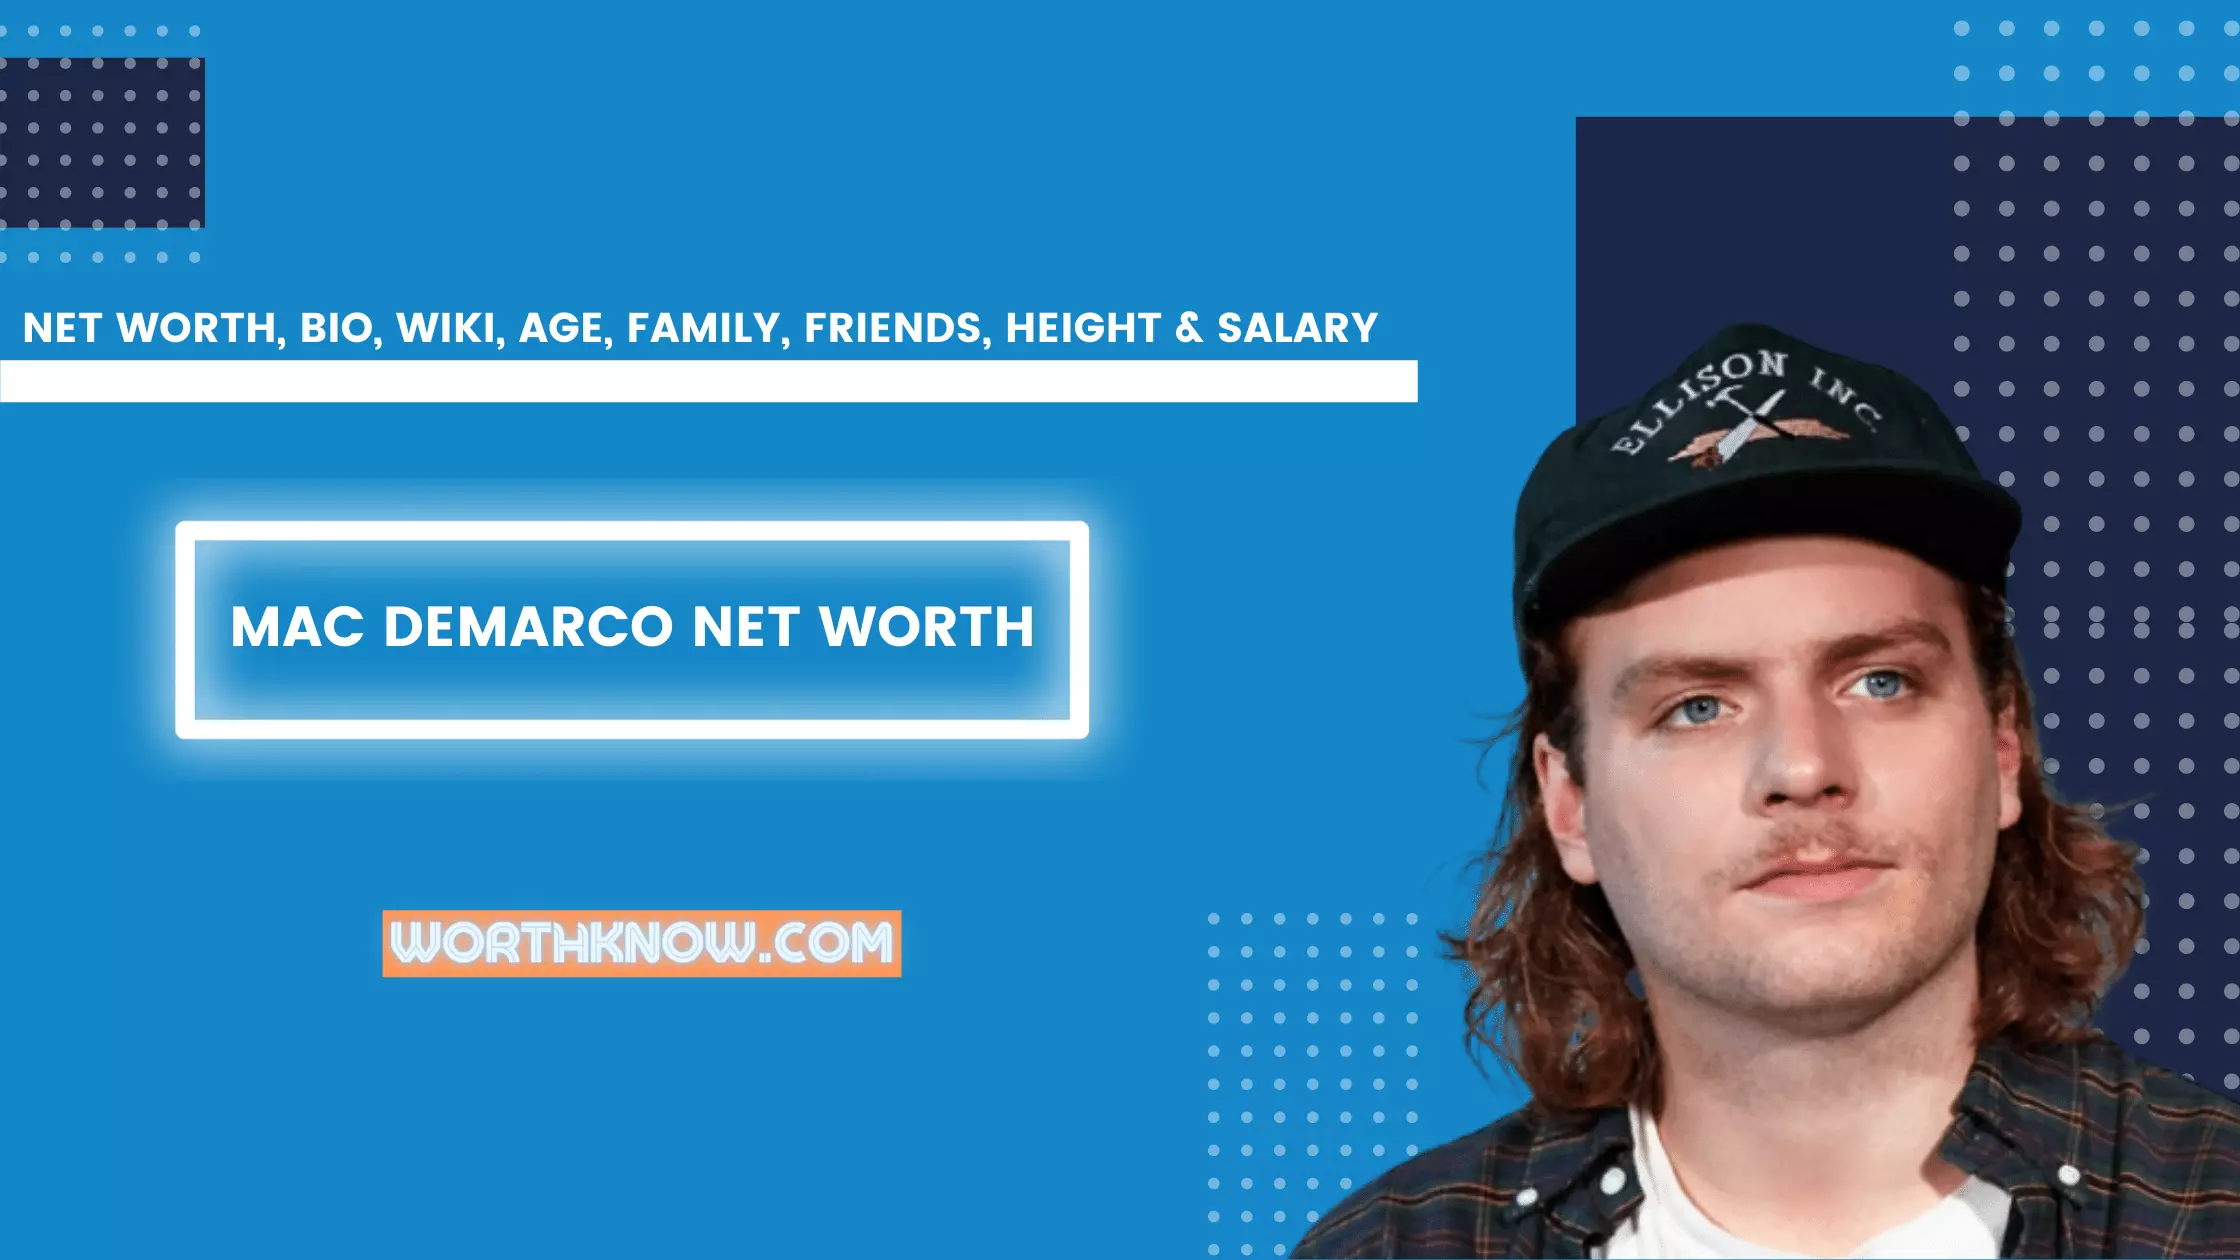 NET WORTH, BIO, WIKI, AGE, FAMILY, FRIENDS, HEIGHT & SALARY
ELLISON INC.
MAC DEMARCO NET WORTH
WORTHKNOW.COM